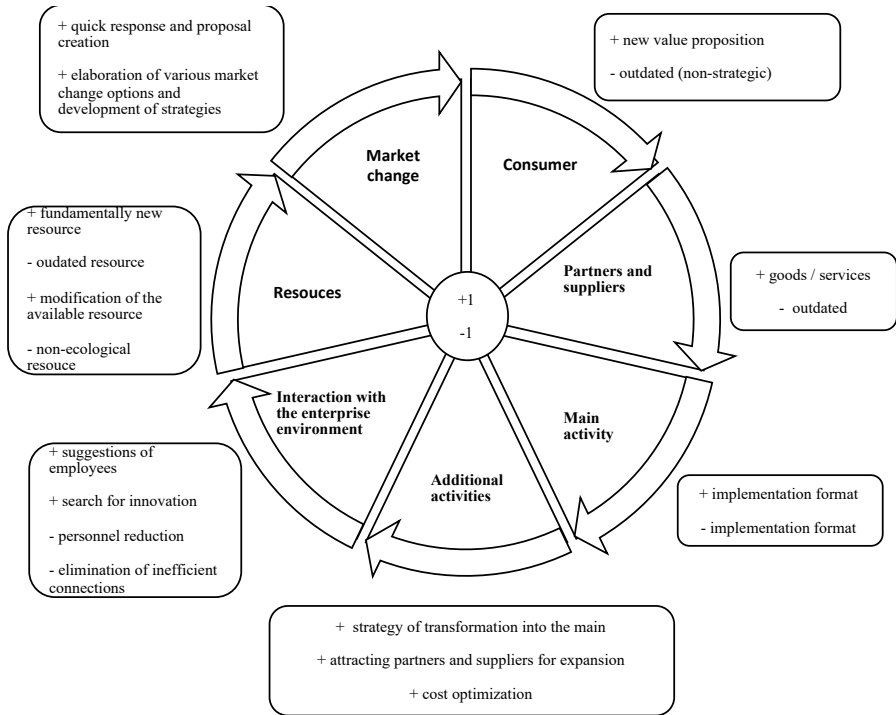 + quick response and proposal
creation
+ elaboration of various market
change options and
development of strategies
+ new value proposition
- outdated (non-strategic)
Market
change
Consumer
+ fundamentally new
resource
- oudated resource
+ modification of the
available resource
- non-ecological
resouce
Resouces
+1
-1
Partners and
suppliers
+ goods / services
- outdated
Interaction with
the enterprise
environment
Main
activity
Additional
activities
+ suggestions of
employees
+ search for innovation
- personnel reduction
- elimination of inefficient
connections
+ implementation format
- implementation format
+ strategy of transformation into the main
+ attracting partners and suppliers for expansion
+ cost optimization